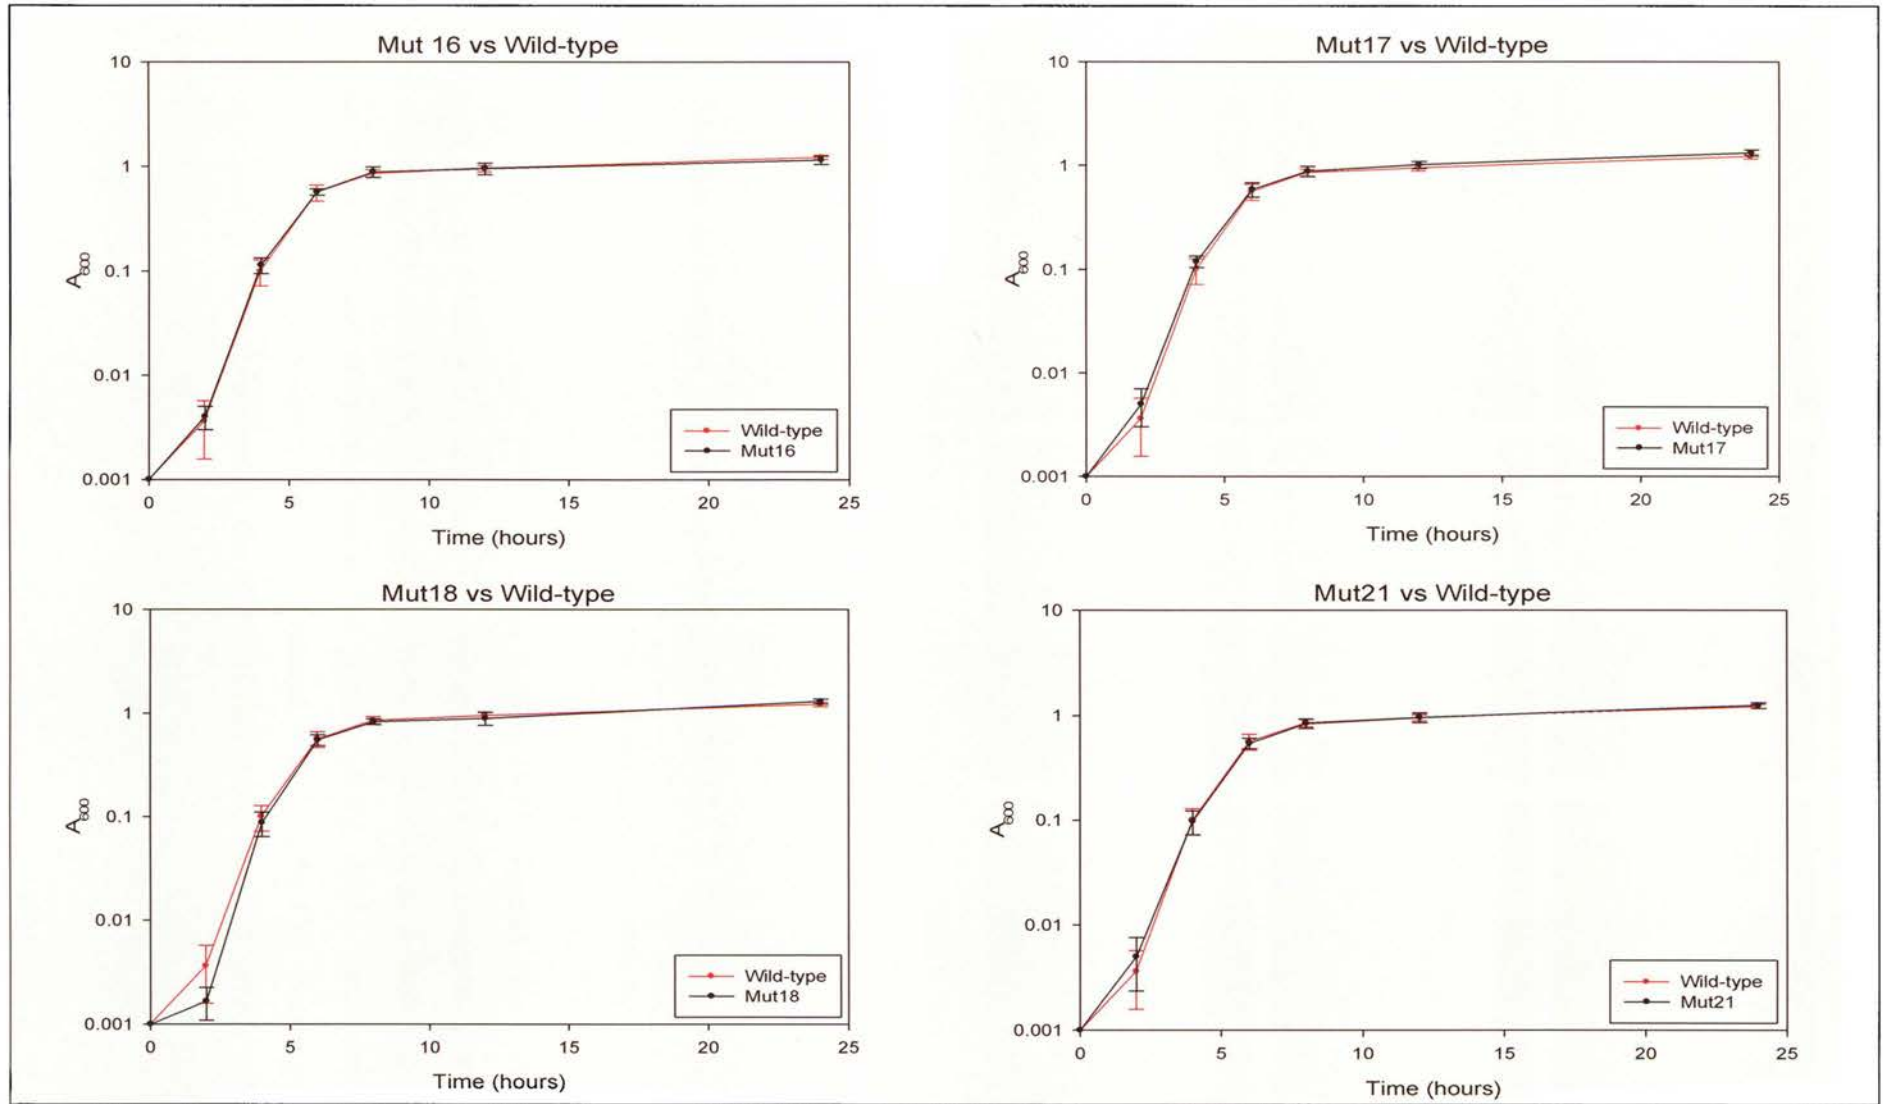 Mut 16 vs Wild-type
10
1
0.1
0.01
0.001
A600
0 5 10 15 20 25
Time (hours)
Wild-type
Mut16
Mut17 vs Wild-type
10
1
0.1
0.01
0.001
A600
0 5 10 15 20 25
Time (hours)
Wild-type
Mut17
Mut18 vs Wild-type
10
1
0.1
0.01
0.001
A600
0 5 10 15 20 25
Time (hours)
Wild-type
Mut18
Mut21 vs Wild-type
10
1
0.1
0.01
0.001
A600
0 5 10 15 20 25
Time (hours)
Wild-type
Mut21